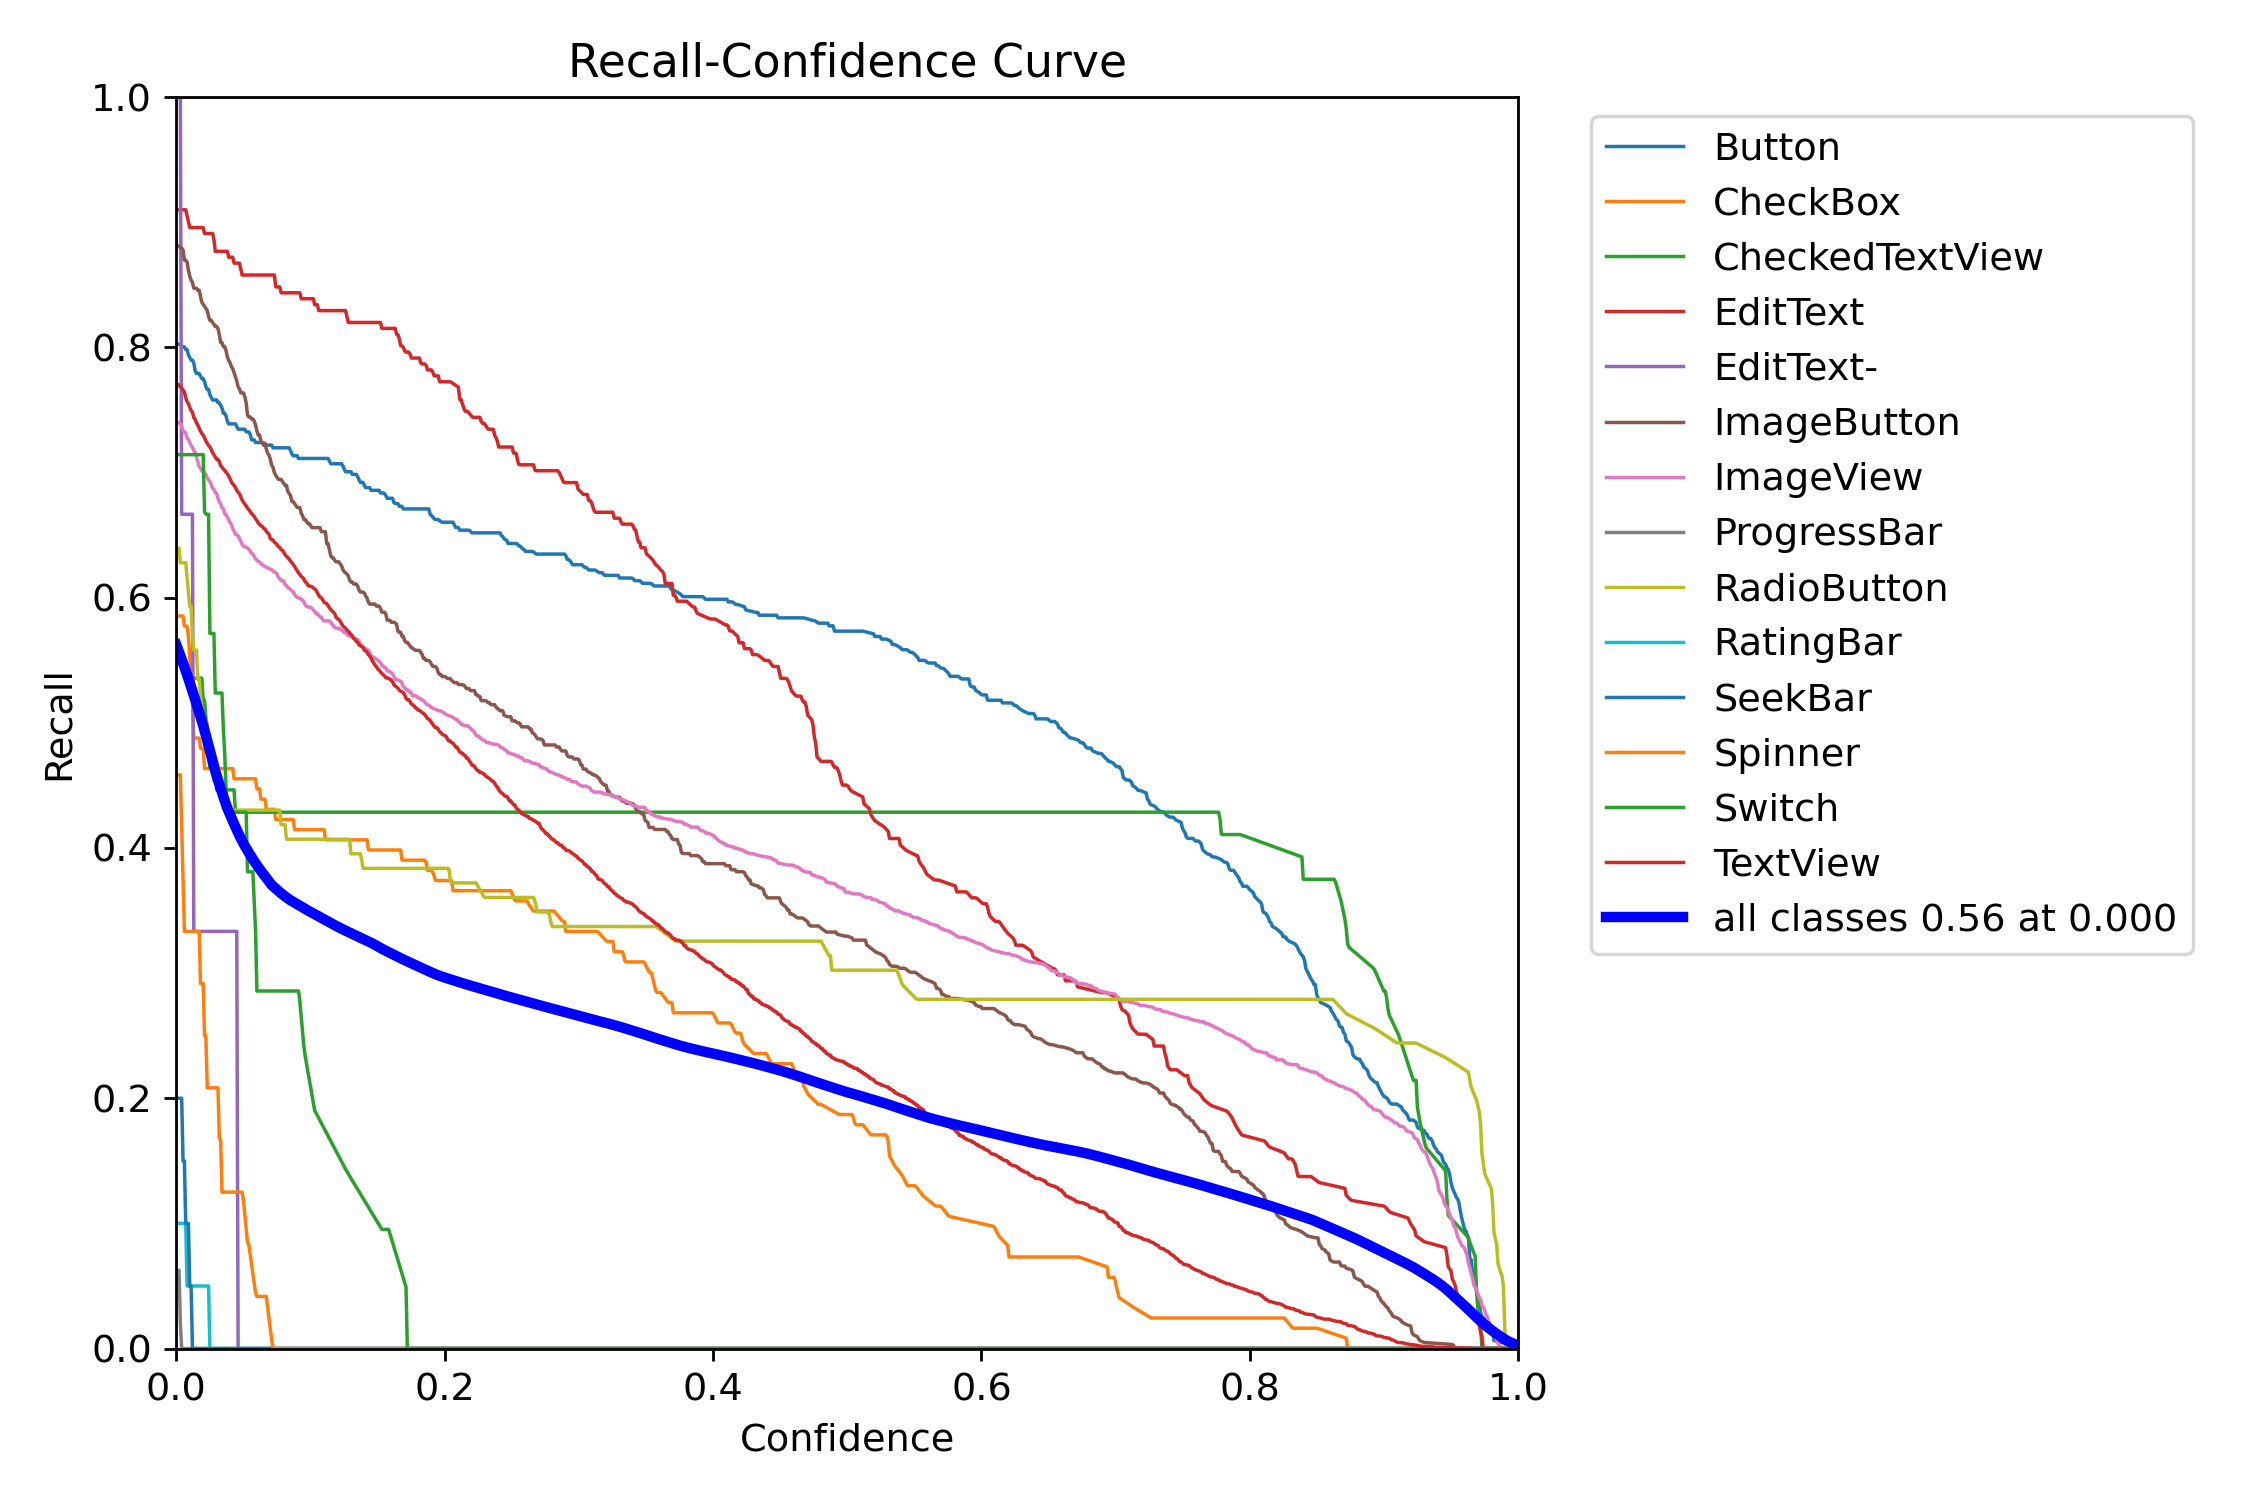 Recall-Confidence Curve
1.0
0.8
0.6
0.4
0.2
0.0
Recall
0.0 0.2 0.4 0.6 0.8 1.0
Confidence
Button
CheckBox
CheckedTextView
EditText
EditText-
ImageButton
ImageView
ProgressBar
RadioButton
RatingBar
SeekBar
Spinner
Switch
TextView
all classes 0.56 at 0.000